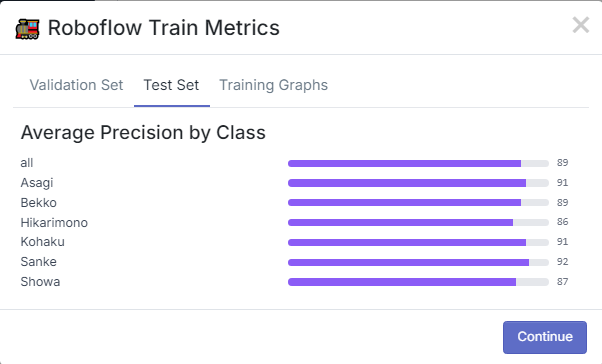 Roboflow Train Metrics
Validation Set Test Set Training Graphs
Average Precision by Class
all 89
Asagi 91
Bekko 89
Hikarimono 86
Kohaku 91
Sanke 92
Showa 87
Continue